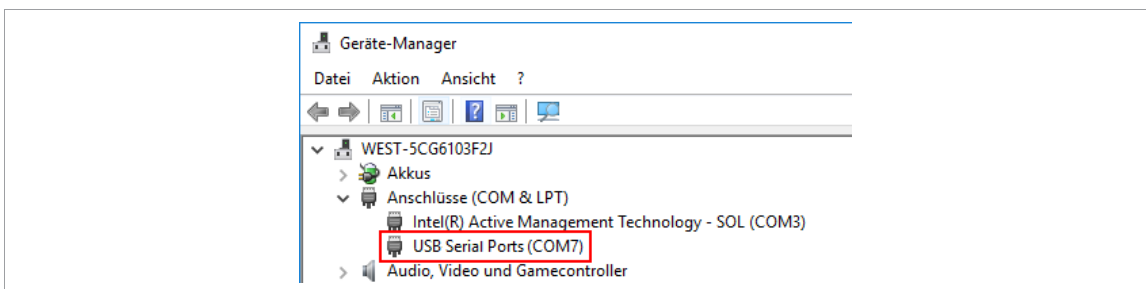 Geräte-Manager
Datei Aktion Ansicht ?
WEST-5CG6103F2J
Akkus
Anschlüsse (COM & LPT)
Intel(R) Active Management Technology - SOL (COM3)
USB Serial Ports (COM7)
Audio, Video und Gamecontroller